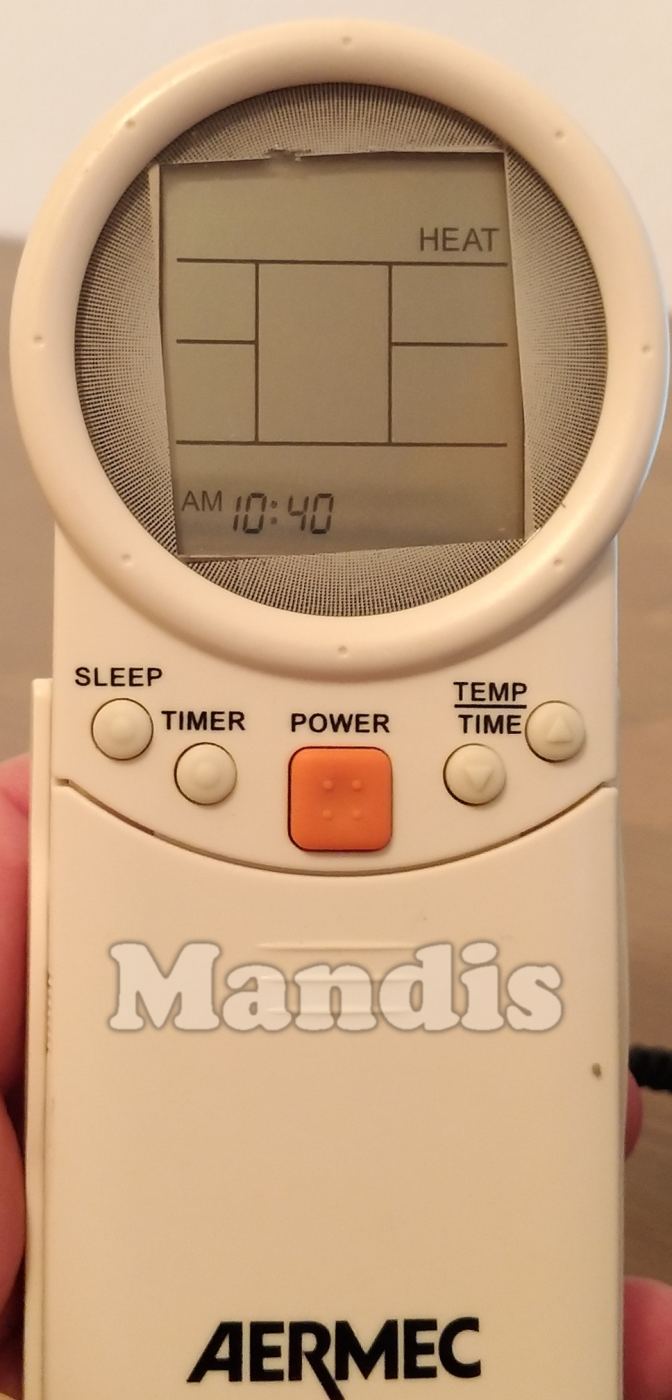 HEAT
AM 10:40
SLEEP
TIMER
POWER
TEMP
TIME
Mandis
AERMEC